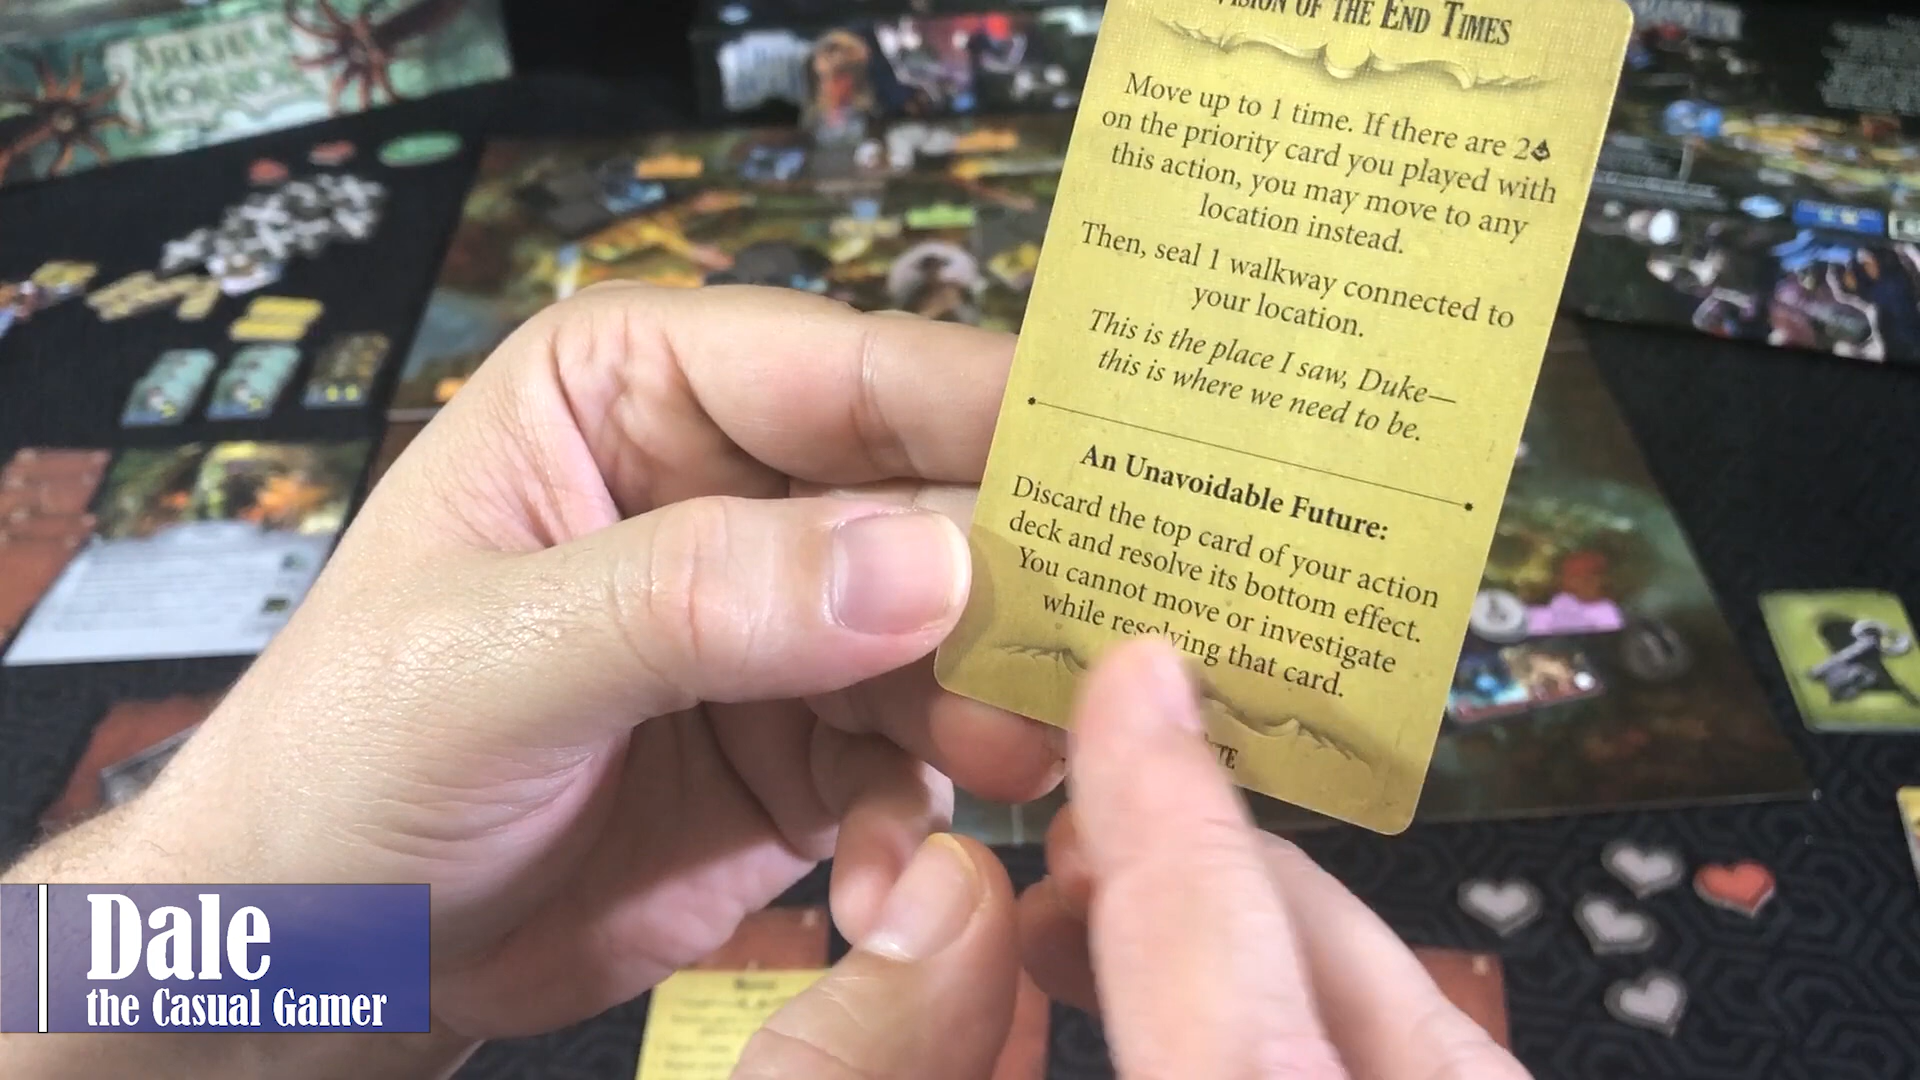 ARKHAM
HORROR
VISION OF THE END TIMES
Move up to 1 time. If there are 2
on the priority card you played with
this action, you may move to any
location instead.
Then, seal 1 walkway connected to
your location.
This is the place I saw, Duke—
this is where we need to be.
An Unavoidable Future:
Discard the top card of your action
deck and resolve its bottom effect.
You cannot move or investigate
while resolving that card.
Dale
the Casual Gamer